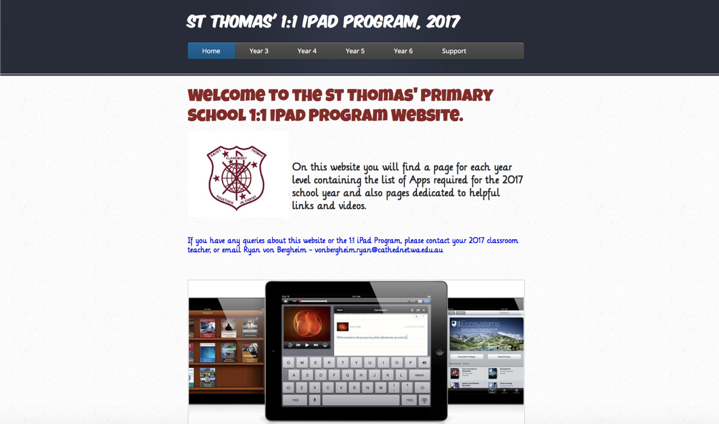 ST THOMAS' 1:1 IPAD PROGRAM, 2017
Home Year 3 Year 4 Year 5 Year 6 Support
Welcome to the St Thomas' Primary
School 1:1 iPad Program Website.
CLAREMONT
On this website you will find a page for each year
level containing the list of Apps required for the 2017
school year and also pages dedicated to helpful
links and videos.
If you have any queries about this website or the 1:1 iPad Program, please contact your 2017 classroom
teacher, or email Ryan von Bergheim - vonbergheim.ryan@cathednet.wa.edu.au
Q W E R T Y U I O P
A S D F G H J K L
Z X C V B N M